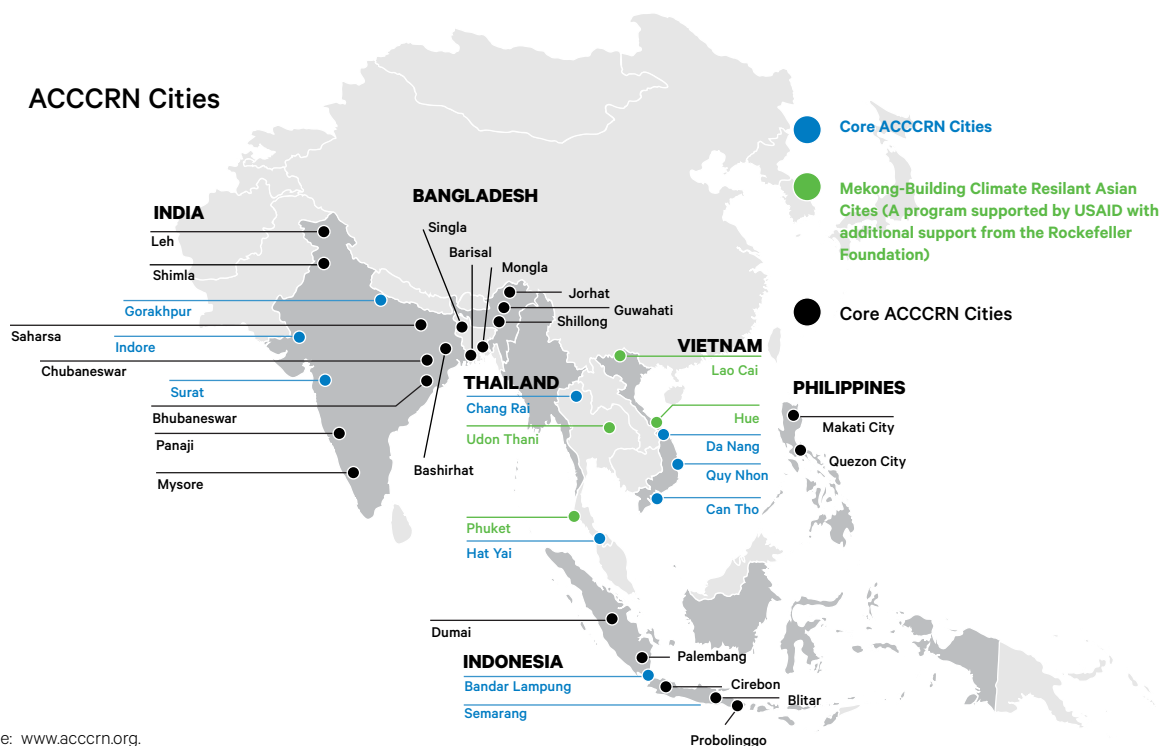 ACCCRN Cities
Core ACCCRN Cities
Mekong-Building Climate Resilant Asian
Cites (A program supported by USAID with
additional support from the Rockefeller
Foundation)
Core ACCCRN Cities
INDIA
Leh
Shimla
Gorakhpur
Saharsa
Indore
Chubaneswar
Surat
Bhubaneswar
Panaji
Mysore
BANGLADESH
Singla
Barisal
Mongla
Jorhat
Guwahati
Shillong
Bashirhat
THAILAND
Chang Rai
Udon Thani
Phuket
Hat Yai
VIETNAM
Lao Cai
Hue
Da Nang
Quy Nhon
Can Tho
PHILIPPINES
Makati City
Quezon City
Dumai
INDONESIA
Palembang
Bandar Lampung
Cirebon
Semarang
Blitar
Probolinggo
e: www.acccrn.org.